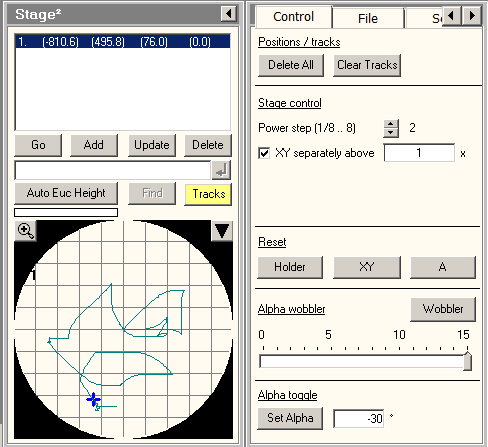 Stage²
1. (-810.6) (495.8) (76.0) (0.0)
Go Add Update Delete
Auto Euc Height Find Tracks
1
Control File
Positions / tracks
Delete All Clear Tracks
Stage control
Power step (1/8 .. 8) 2
XY separately above 1 x
Reset
Holder XY A
Alpha wobbler Wobbler
0 5 10 15
Alpha toggle
Set Alpha -30 °